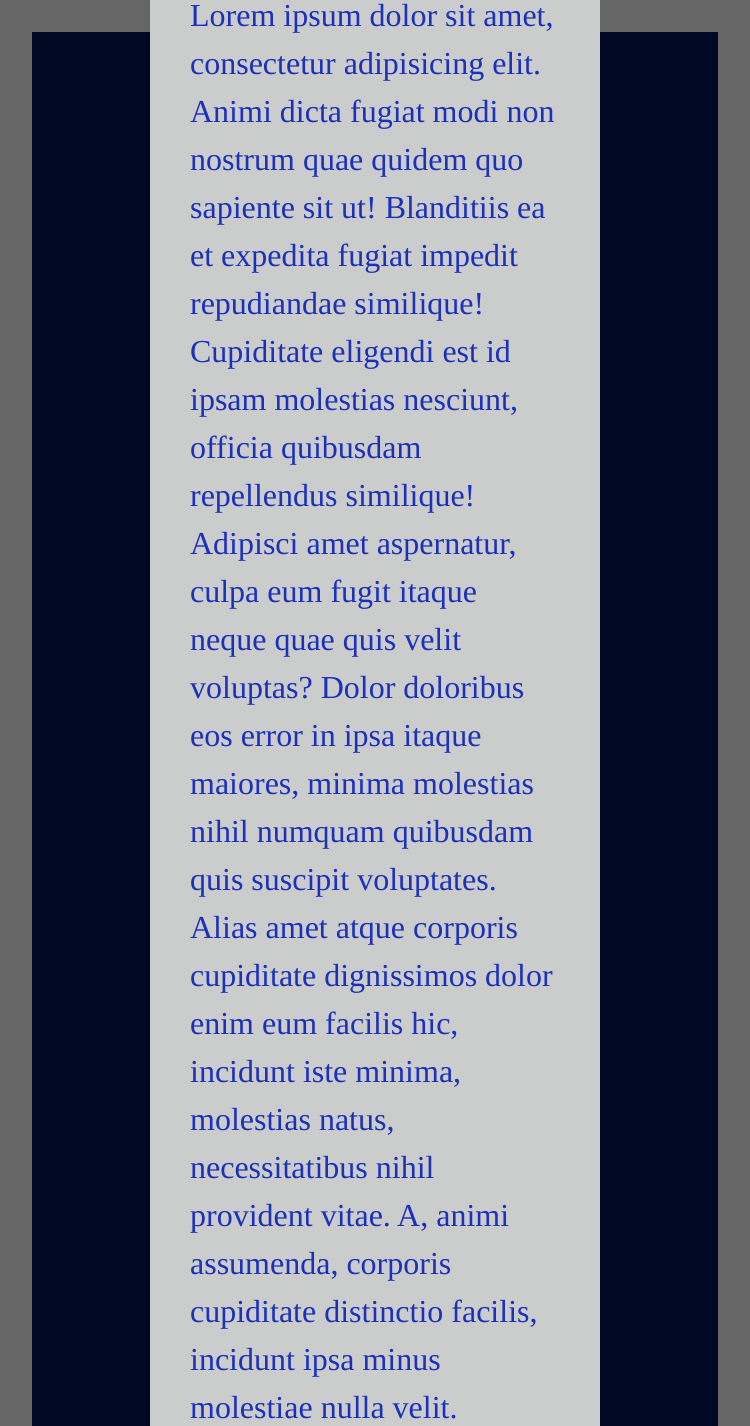 Lorem ipsum dolor sit amet,
consectetur adipisicing elit.
Animi dicta fugiat modi non
nostrum quae quidem quo
sapiente sit ut! Blanditiis ea
et expedita fugiat impedit
repudiandae similique!
Cupiditate eligendi est id
ipsam molestias nesciunt,
officia quibusdam
repellendus similique!
Adipisci amet aspernatur,
culpa eum fugit itaque
neque quae quis velit
voluptas? Dolor doloribus
eos error in ipsa itaque
maiores, minima molestias
nihil numquam quibusdam
quis suscipit voluptates.
Alias amet atque corporis
cupiditate dignissimos dolor
enim eum facilis hic,
incidunt iste minima,
molestias natus,
necessitatibus nihil
provident vitae. A, animi
assumenda, corporis
cupiditate distinctio facilis,
incidunt ipsa minus
molestiae nulla velit.